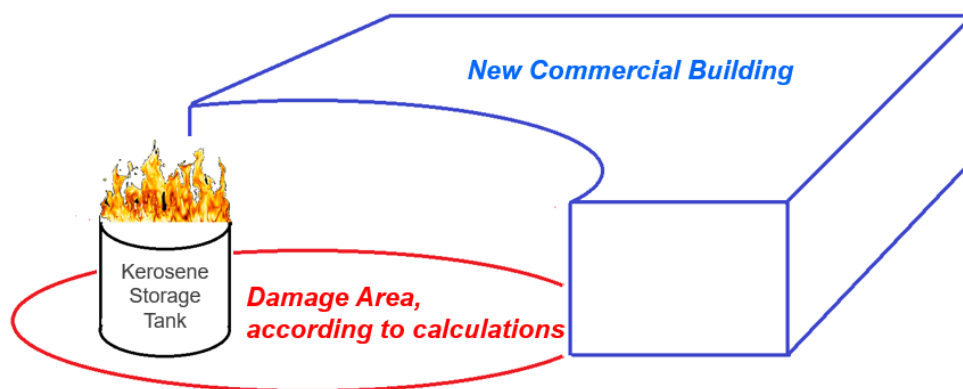 New Commercial Building
Kerosene
Storage
Tank
Damage Area,
according to calculations